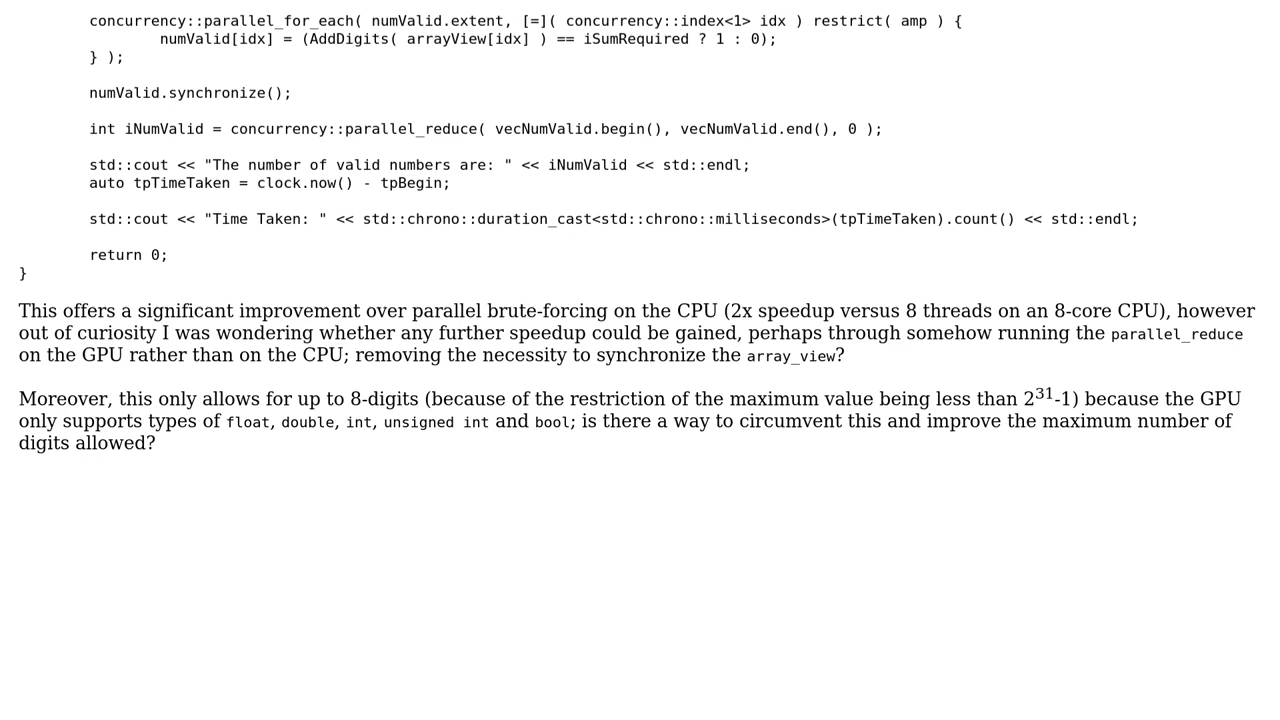 concurrency::parallel_for_each( numValid.extent, [=]( concurrency::index<1> idx ) restrict( amp ) {
numValid[idx] = (AddDigits( arrayView[idx] ) == iSumRequired ? 1 : 0);
} );
numValid.synchronize();
int iNumValid = concurrency::parallel_reduce( vecNumValid.begin(), vecNumValid.end(), 0 );
std::cout << "The number of valid numbers are: " << iNumValid << std::endl;
auto tpTimeTaken = clock.now() - tpBegin;
std::cout << "Time Taken: " << std::chrono::duration_cast<std::chrono::milliseconds>(tpTimeTaken).count() << std::endl;
return 0;
}
This offers a significant improvement over parallel brute-forcing on the CPU (2x speedup versus 8 threads on an 8-core CPU), however
out of curiosity I was wondering whether any further speedup could be gained, perhaps through somehow running the parallel_reduce
on the GPU rather than on the CPU; removing the necessity to synchronize the array_view?
Moreover, this only allows for up to 8-digits (because of the restriction of the maximum value being less than 2^31-1) because the GPU
only supports types of float, double, int, unsigned int and bool; is there a way to circumvent this and improve the maximum number of
digits allowed?